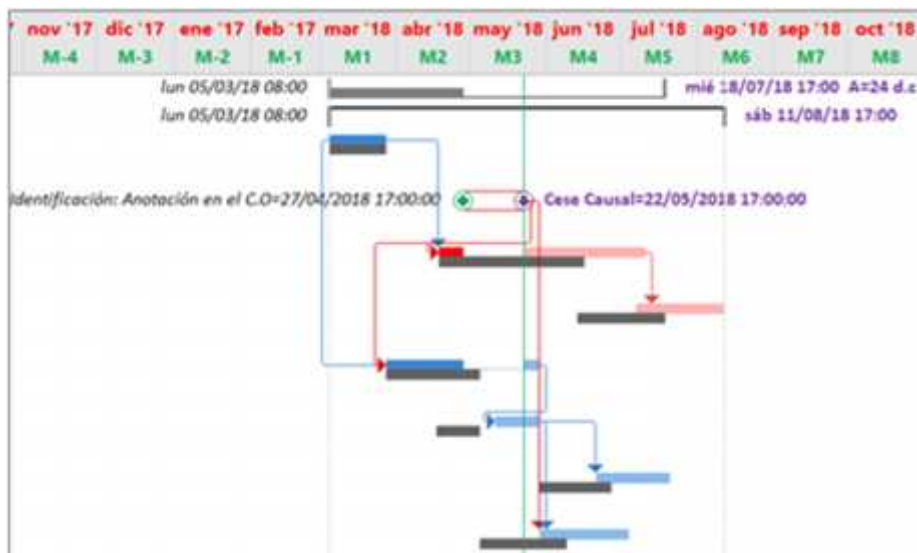 nov '17 dic '17 ene '17 feb '17 mar '18 abr '18 may '18 jun '18 jul '18 ago '18 sep '18 oct '18
M-4 M-3 M-2 M-1 M1 M2 M3 M4 M5 M6 M7 M8
lun 05/03/18 08:00 mié 18/07/18 17:00 A=24 d.c
lun 05/03/18 08:00 sáb 11/08/18 17:00
Identificación: Anotación en el C.O=27/04/2018 17:00:00 Cese Causal=22/05/2018 17:00:00